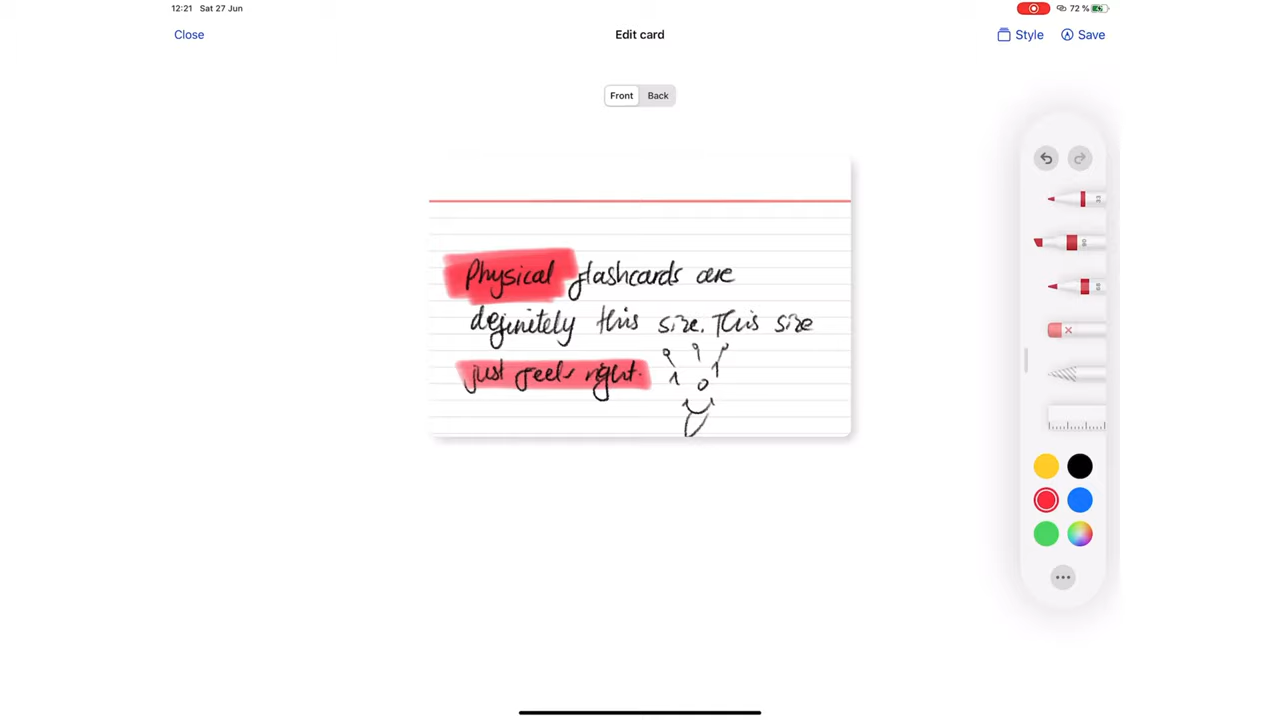 12:21 Sat 27 Jun 72 %
Close Edit card Style Save
Front Back
Physical flashcards are
definitely this size. This size
just feels right.